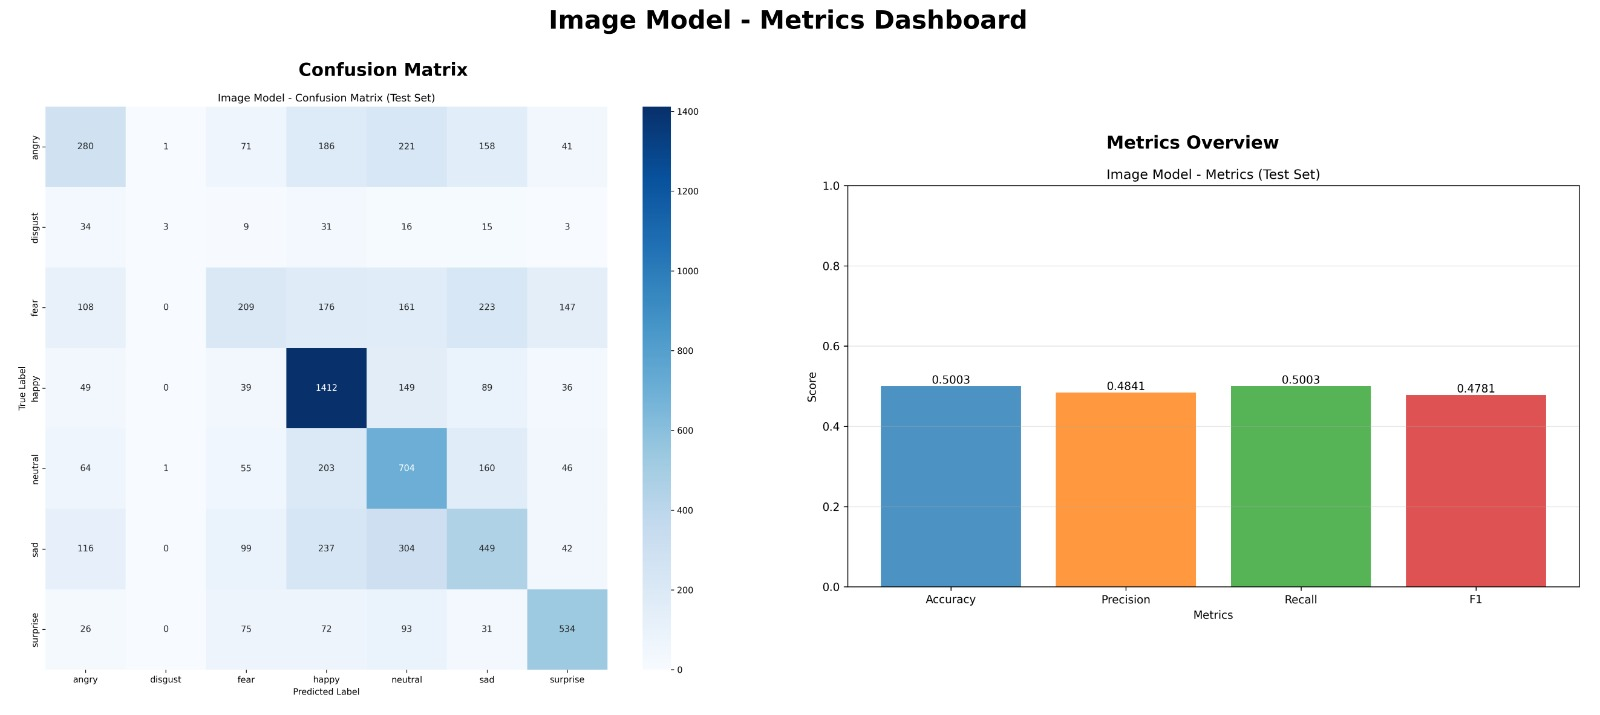 Image Model - Metrics Dashboard
Confusion Matrix
Image Model - Confusion Matrix (Test Set)
True Label
angry 280 1 71 186 221 158 41
disgust 34 3 9 31 16 15 3
fear 108 0 209 176 161 223 147
happy 49 0 39 1412 149 89 36
neutral 64 1 55 203 704 160 46
sad 116 0 99 237 304 449 42
surprise 26 0 75 72 93 31 534
angry disgust fear happy neutral sad surprise
Predicted Label
1400
1200
1000
800
600
400
200
0
Metrics Overview
Image Model - Metrics (Test Set)
Score
1.0
0.8
0.6
0.4
0.2
0.0
0.5003 0.4841 0.5003 0.4781
Accuracy Precision Recall F1
Metrics